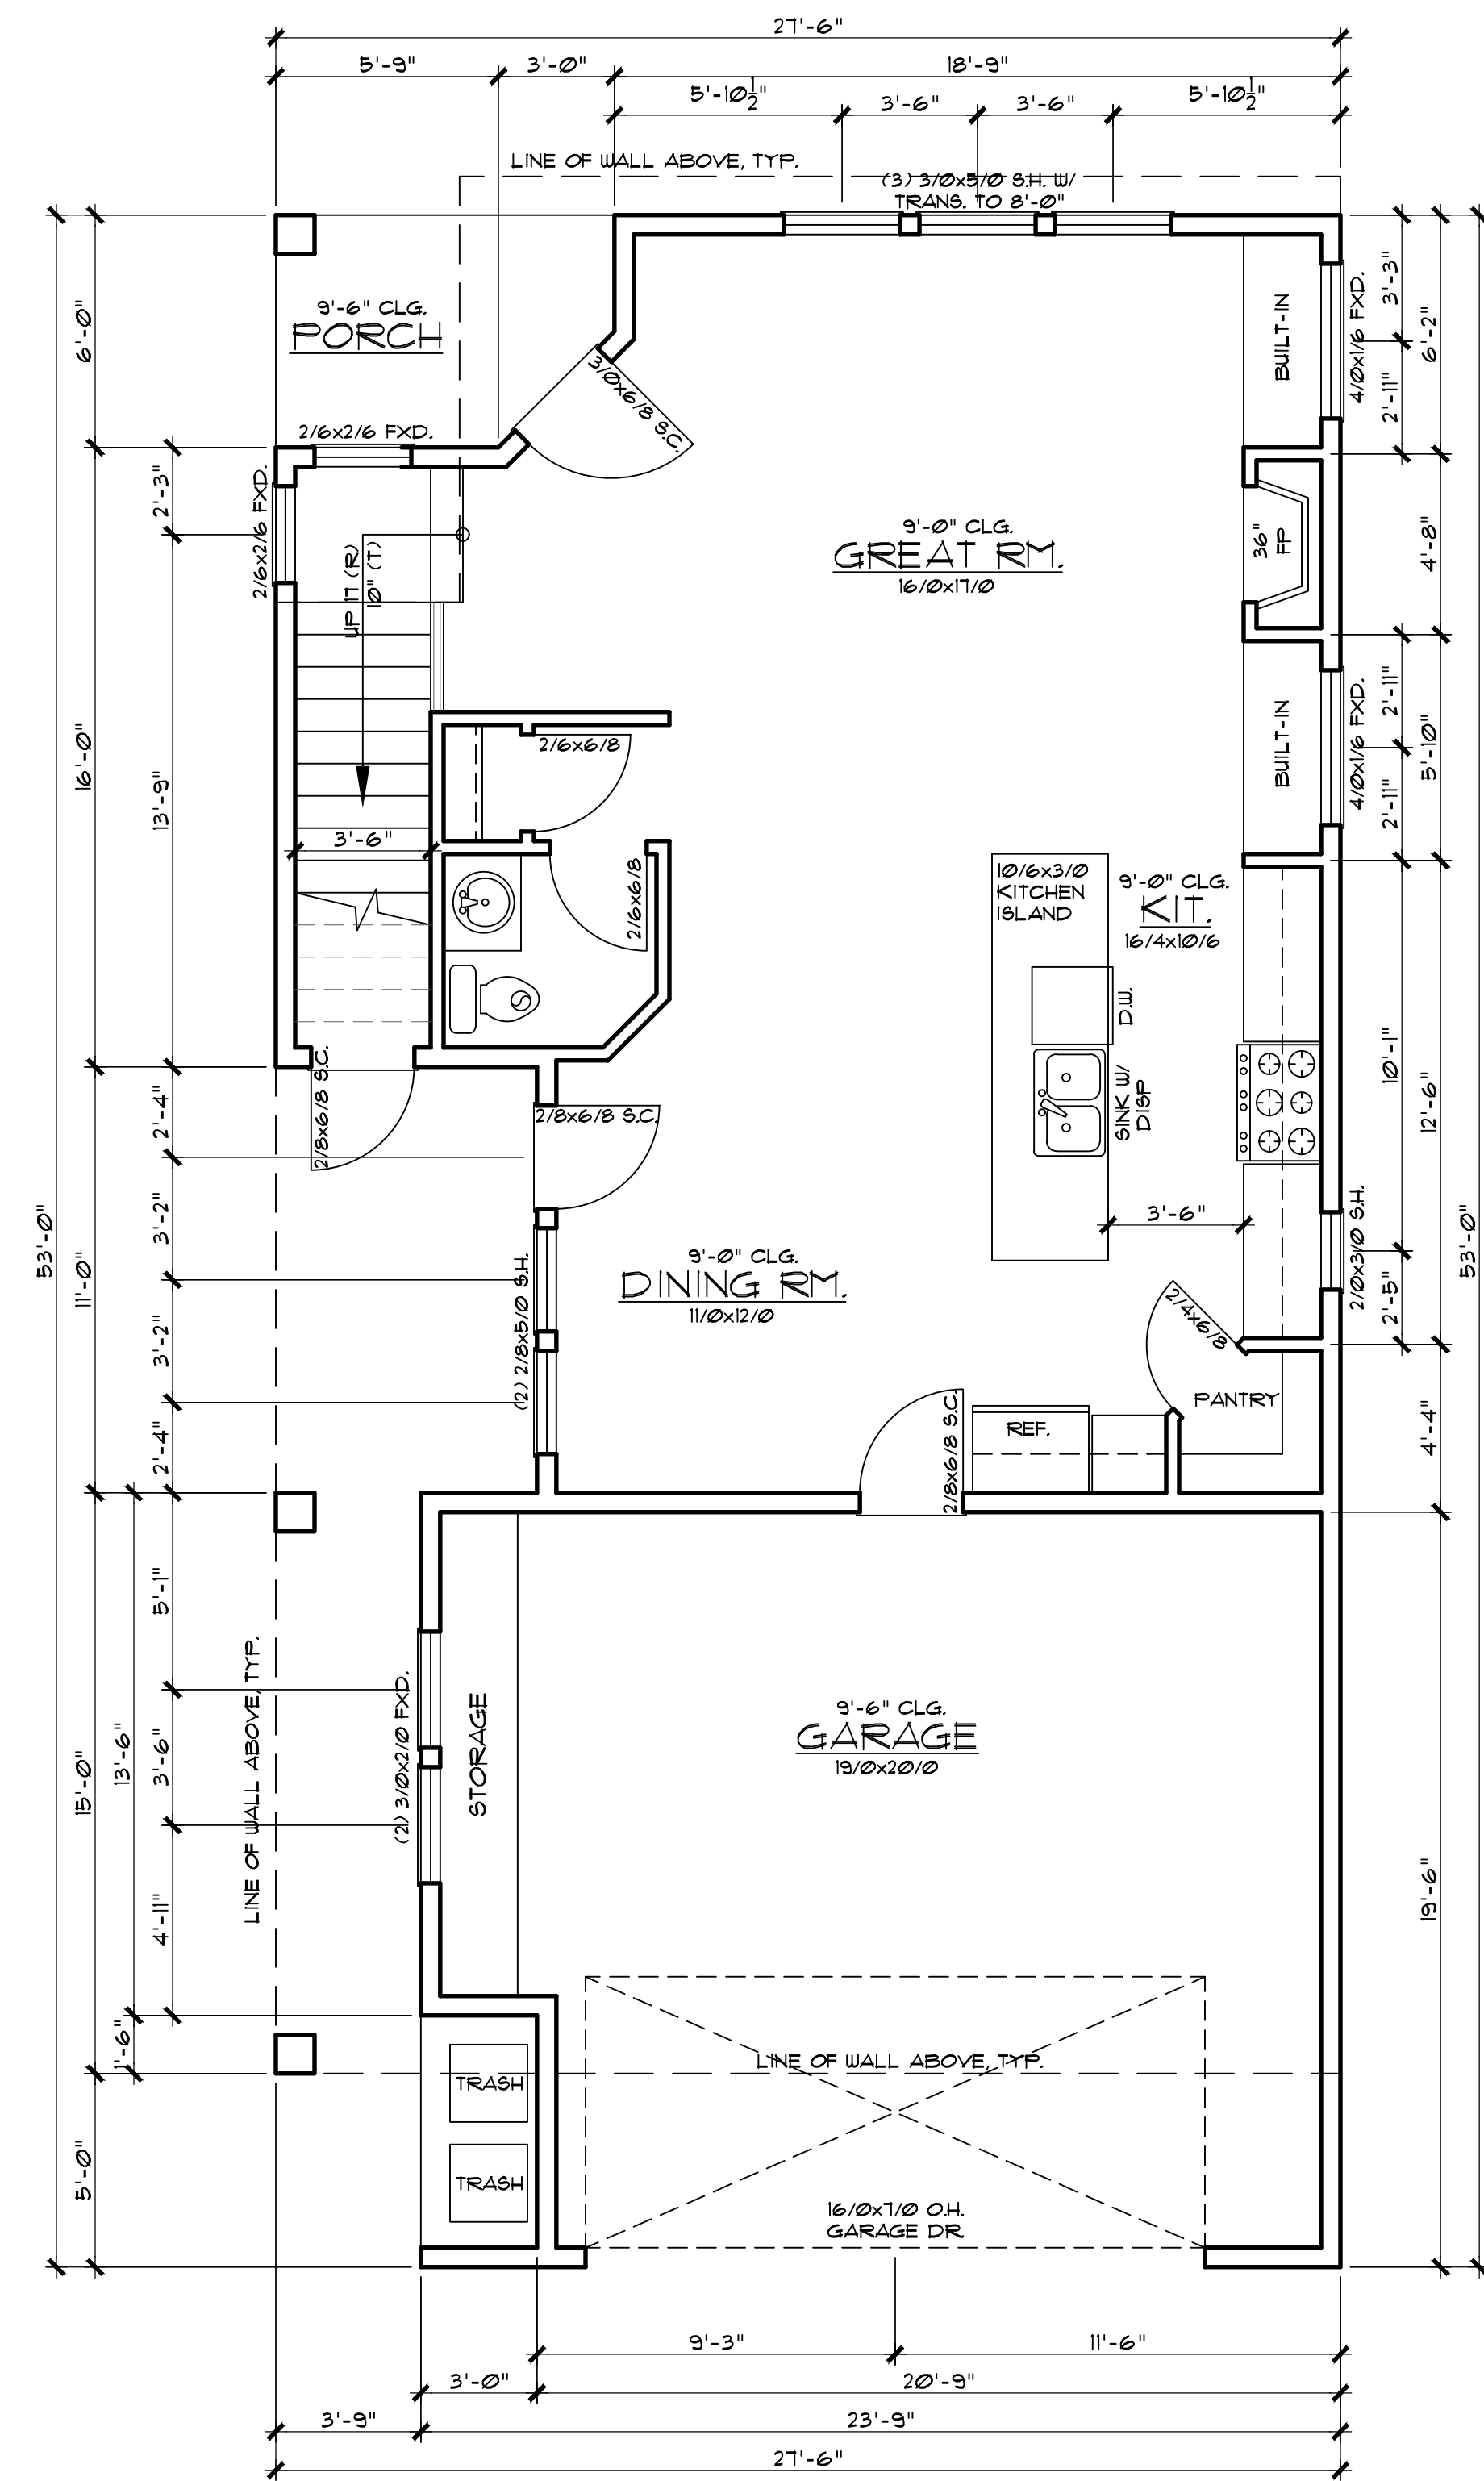 27'-6"
5'-9"
3'-0"
18'-9"
5'-10 1/2"
3'-6"
3'-6"
5'-10 1/2"
LINE OF WALL ABOVE, TYP.
(3) 3/0x5/0 S.H. W/
TRANS. TO 8'-0"
9'-6" CLG.
PORCH
3/0x6/8 S.C.
BUILT-IN
4/0x1/6 FXD.
3'-3"
2'-11"
6'-2"
6'-0"
2/6x2/6 FXD.
2/6x2/6 FXD.
2'-3"
UP 17 (R)
10" (T)
9'-0" CLG.
GREAT RM.
16/0x17/0
36"
FP
4'-8"
16'-0"
13'-9"
3'-6"
2/6x6/8
2/6x6/8
BUILT-IN
4/0x1/6 FXD.
2'-11"
2'-11"
5'-10"
10/6x3/0
KITCHEN
ISLAND
9'-0" CLG.
KIT.
16/4x10/6
D.W.
SINK W/
DISP
10'-1"
12'-6"
2/8x6/8 S.C.
2/8x6/8 S.C.
2'-4"
3'-2"
3'-2"
2'-4"
11'-0"
53'-0"
53'-0"
(2) 2/8x5/0 S.H.
9'-0" CLG.
DINING RM.
11/0x12/0
3'-6"
2/0x3/0 S.H.
2'-5"
2/4x6/8
PANTRY
REF.
2/8x6/8 S.C.
4'-4"
5'-1"
3'-6"
4'-11"
13'-6"
15'-0"
1'-6"
5'-0"
LINE OF WALL ABOVE, TYP.
(2) 3/0x2/0 FXD.
STORAGE
9'-6" CLG.
GARAGE
19/0x20/0
19'-6"
LINE OF WALL ABOVE, TYP.
TRASH
TRASH
16/0x7/0 O.H.
GARAGE DR.
9'-3"
11'-6"
3'-0"
20'-9"
3'-9"
23'-9"
27'-6"